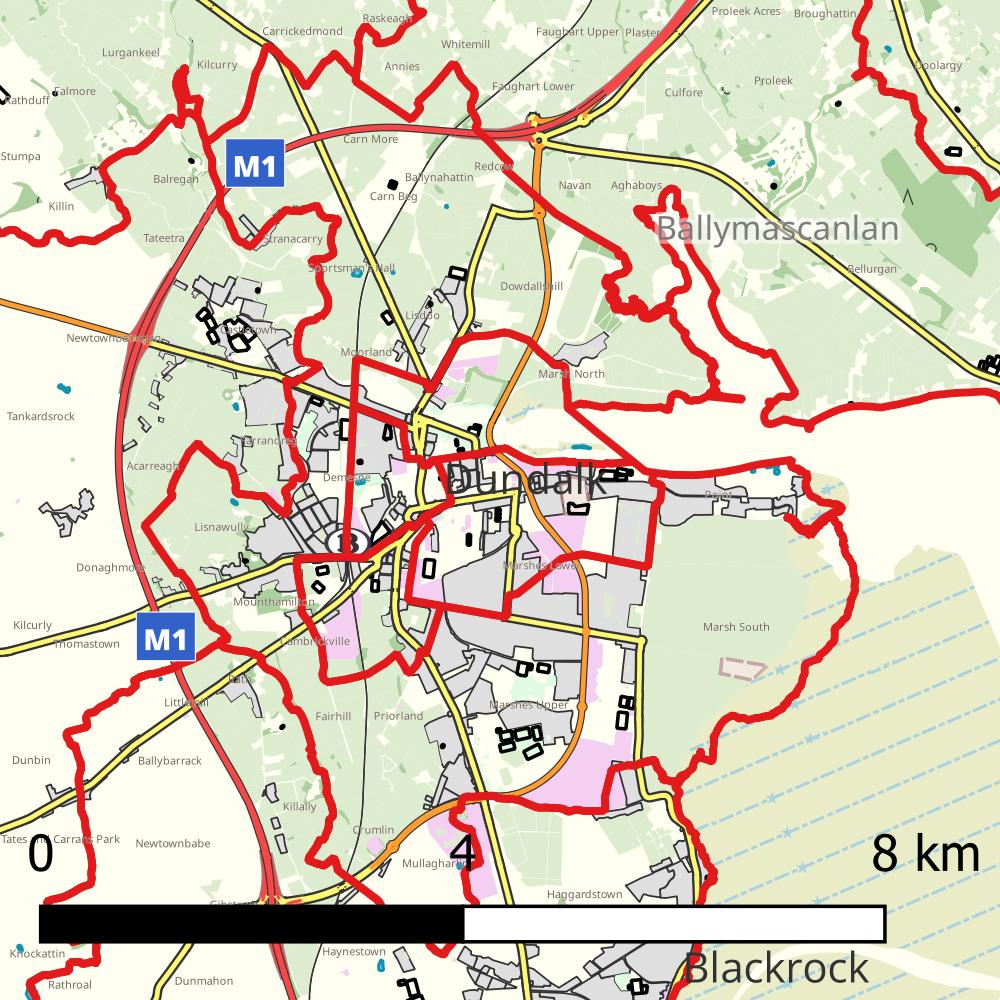 Proleek Acres
Broughattin
Carrickedmond
Faughart Upper
Plaster
Whitemill
Lurgankeel
Kilcurry
Annies
Doolargy
Proleek
Falmore
Faughart Lower
Culfore
Rathduff
Carn More
M1
Stumpa
Redcow
Balregan
Ballynahattin
Navan
Aghaboys
Carn Beg
Killin
Ballymascanlan
Tateetra
Stranacarry
Sportsman's Hall
Bellurgan
Dowdallshill
Lisdoo
Castletown
Newtownbalregan
Moorland
Marsh North
Tankardsrock
Farrandreg
Acarreagh
Demesne
Dundalk
Point
Lisnawully
3
Donaghmore
Marshes Lower
Mounthamilton
Kilcurly
Marsh South
M1
Thomastown
Cambrickville
Rath
Littlemill
Marshes Upper
Fairhill
Priorland
Dunbin
Ballybarrack
Killally
Crumlin
Tates and Carrans Park
Newtownbabe
0
4
8 km
Mullagharlin
Haggardstown
Knockattin
Haynestown
Blackrock
Dunmahon
Rathroal